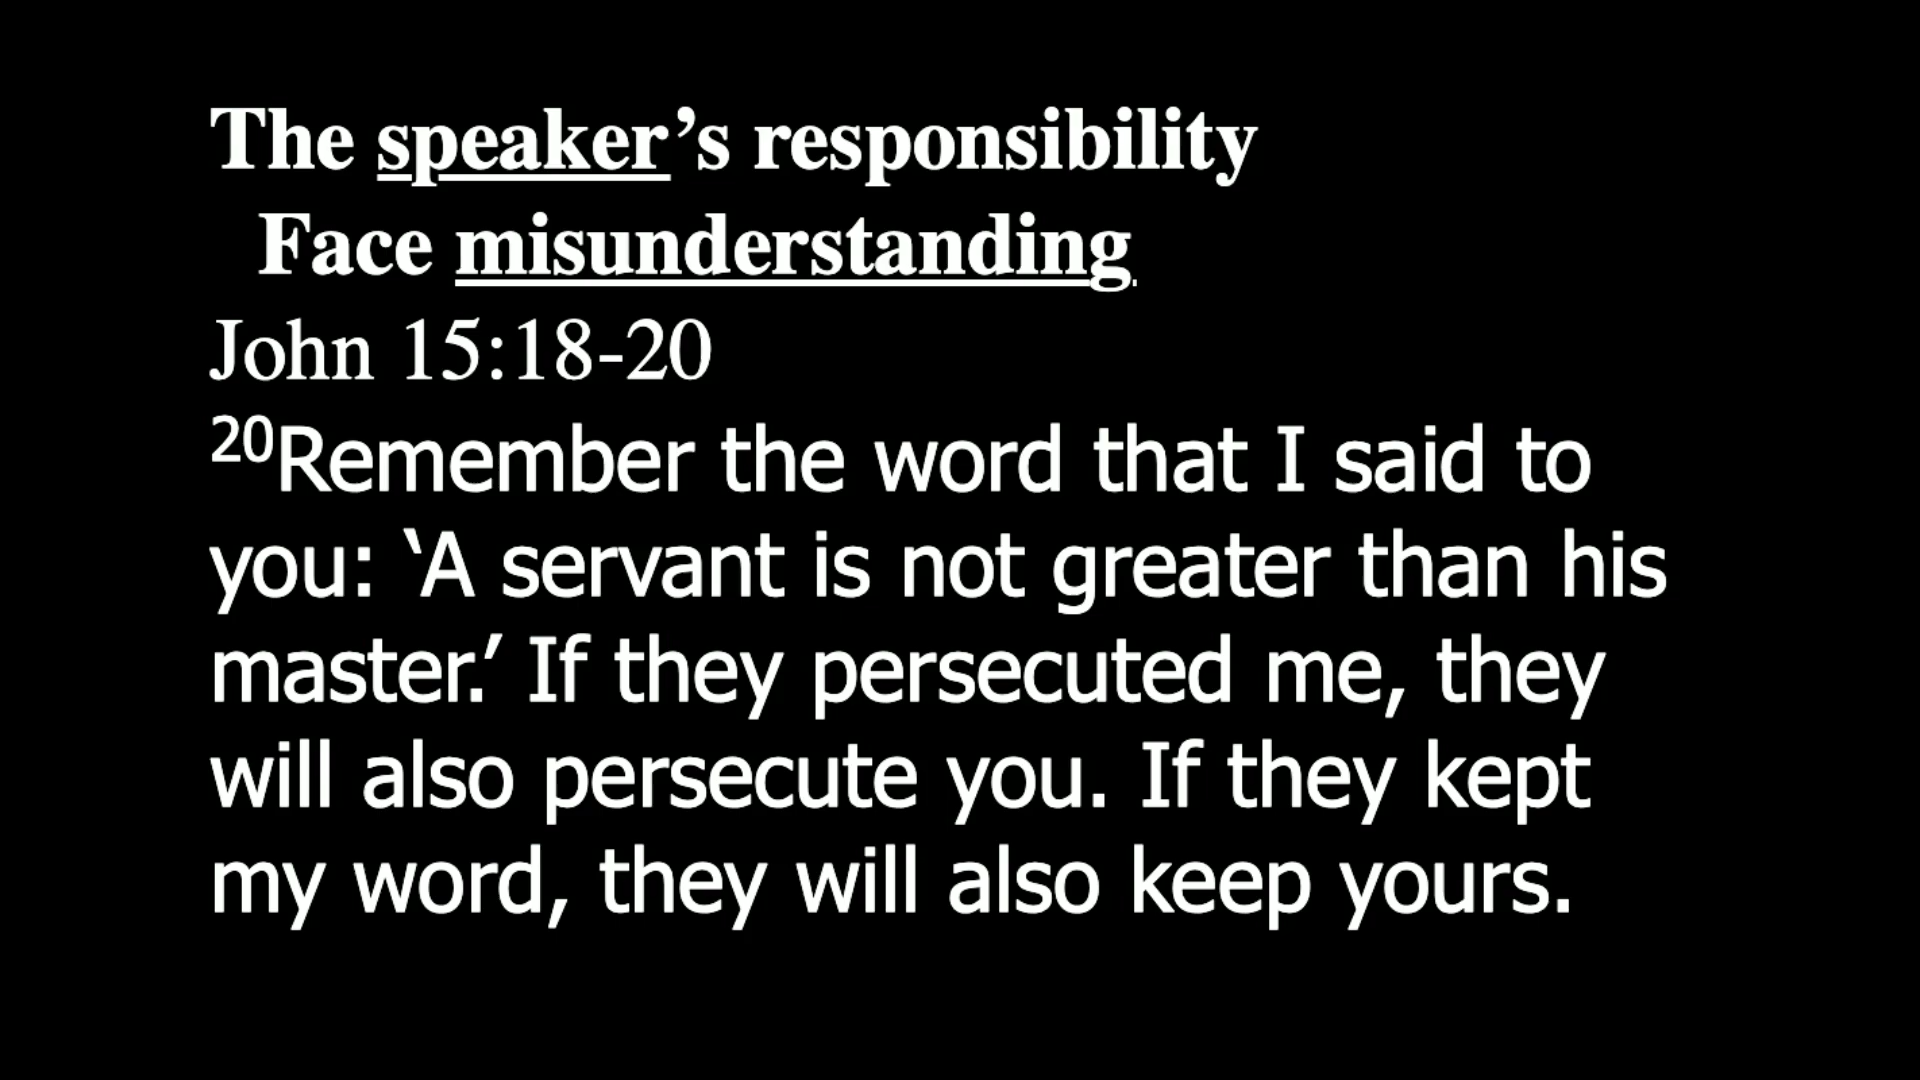 The speaker’s responsibility
Face misunderstanding
John 15:18-20
20Remember the word that I said to
you: ‘A servant is not greater than his
master.’ If they persecuted me, they
will also persecute you. If they kept
my word, they will also keep yours.